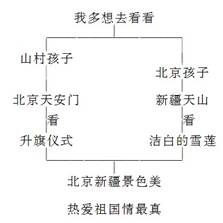 我多想去看看
山村孩子
北京孩子
北京天安门
新疆天山
看
看
升旗仪式
洁白的雪莲
北京新疆景色美
热爱祖国情最真